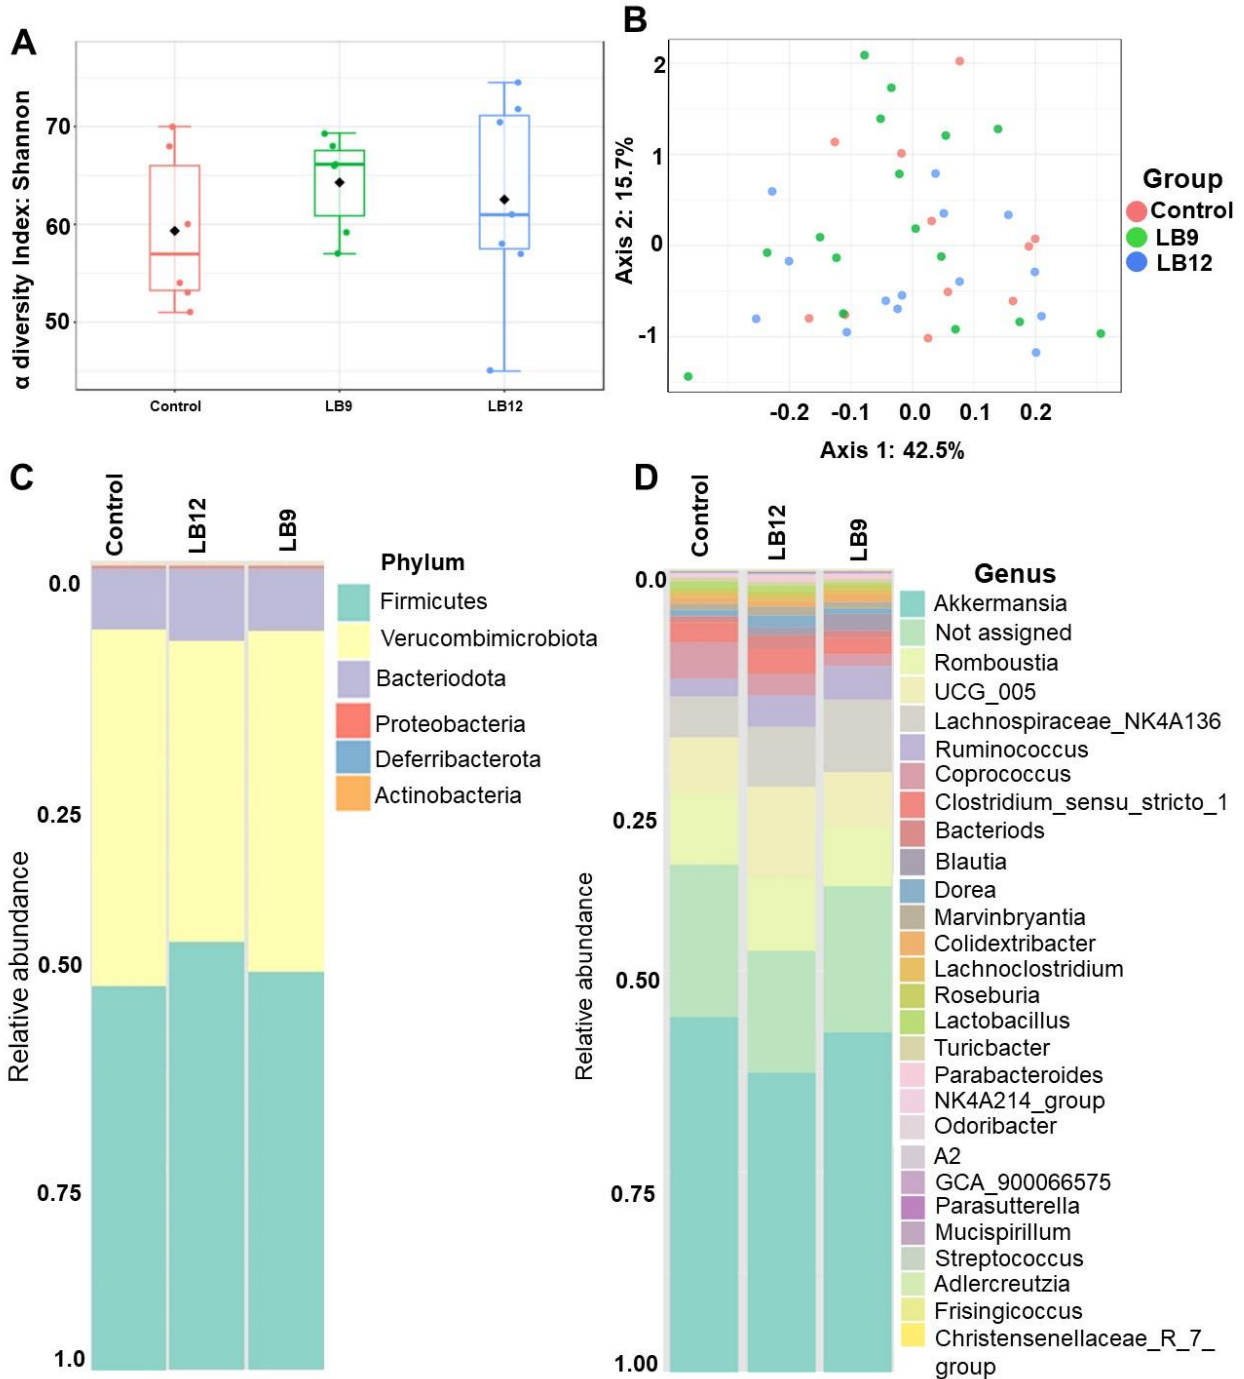 A
α diversity Index: Shannon
70
60
50
Control
LB9
LB12
B
Axis 2: 15.7%
2
1
0
-1
-0.2
-0.1
0.0
0.1
0.2
Axis 1: 42.5%
Group
Control
LB9
LB12
C
Control
LB12
LB9
Relative abundance
0.0
0.25
0.50
0.75
1.0
Phylum
Firmicutes
Verucombimicrobiota
Bacteriodota
Proteobacteria
Deferribacterota
Actinobacteria
D
Control
LB12
LB9
Relative abundance
0.0
0.25
0.50
0.75
1.00
Genus
Akkermansia
Not assigned
Romboustia
UCG_005
Lachnospiraceae_NK4A136
Ruminococcus
Coprococcus
Clostridium_sensu_stricto_1
Bacteriods
Blautia
Dorea
Marvinbryantia
Colidextribacter
Lachnoclostridium
Roseburia
Lactobacillus
Turicbacter
Parabacteroides
NK4A214_group
Odoribacter
A2
GCA_900066575
Parasutterella
Mucispirillum
Streptococcus
Adlercreutzia
Frisingicoccus
Christensenellaceae_R_7_
group